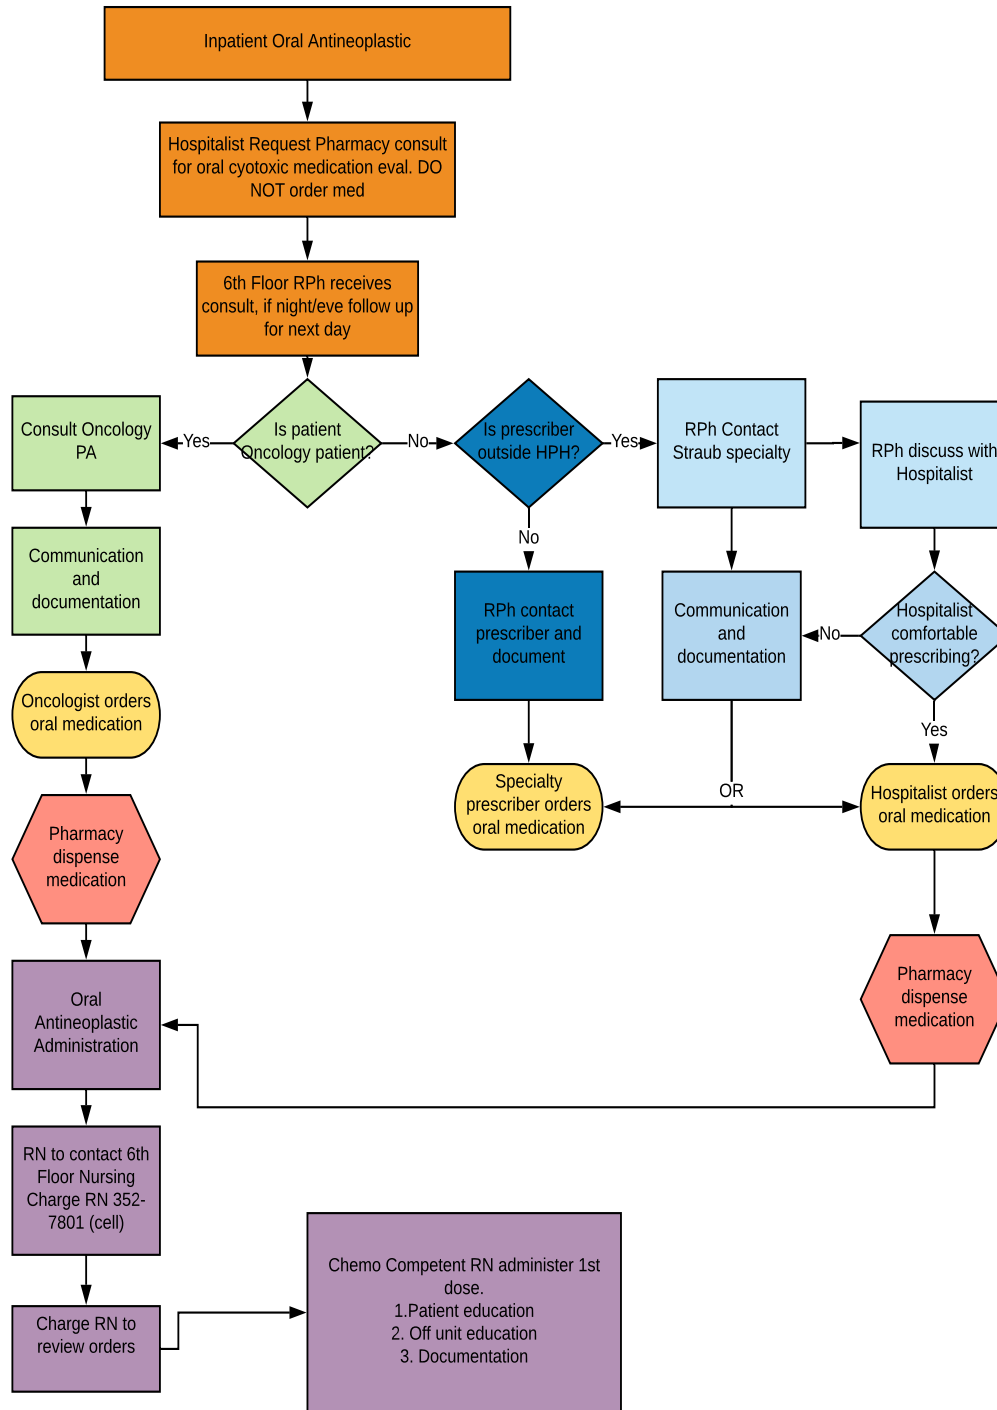 Inpatient Oral Antineoplastic
Hospitalist Request Pharmacy consult
for oral cyotoxic medication eval. DO
NOT order med
6th Floor RPh receives
consult, if night/eve follow up
for next day
Is patient
Oncology patient?
Yes
No
Consult Oncology
PA
Communication
and
documentation
Oncologist orders
oral medication
Pharmacy
dispense
medication
Is prescriber
outside HPH?
Yes
No
RPh contact
prescriber and
document
Specialty
prescriber orders
oral medication
RPh Contact
Straub specialty
Communication
and
documentation
OR
RPh discuss with
Hospitalist
Hospitalist
comfortable
prescribing?
No
Yes
Hospitalist orders
oral medication
Pharmacy
dispense
medication
Oral
Antineoplastic
Administration
RN to contact 6th
Floor Nursing
Charge RN 352-
7801 (cell)
Charge RN to
review orders
Chemo Competent RN administer 1st
dose.
1.Patient education
2. Off unit education
3. Documentation